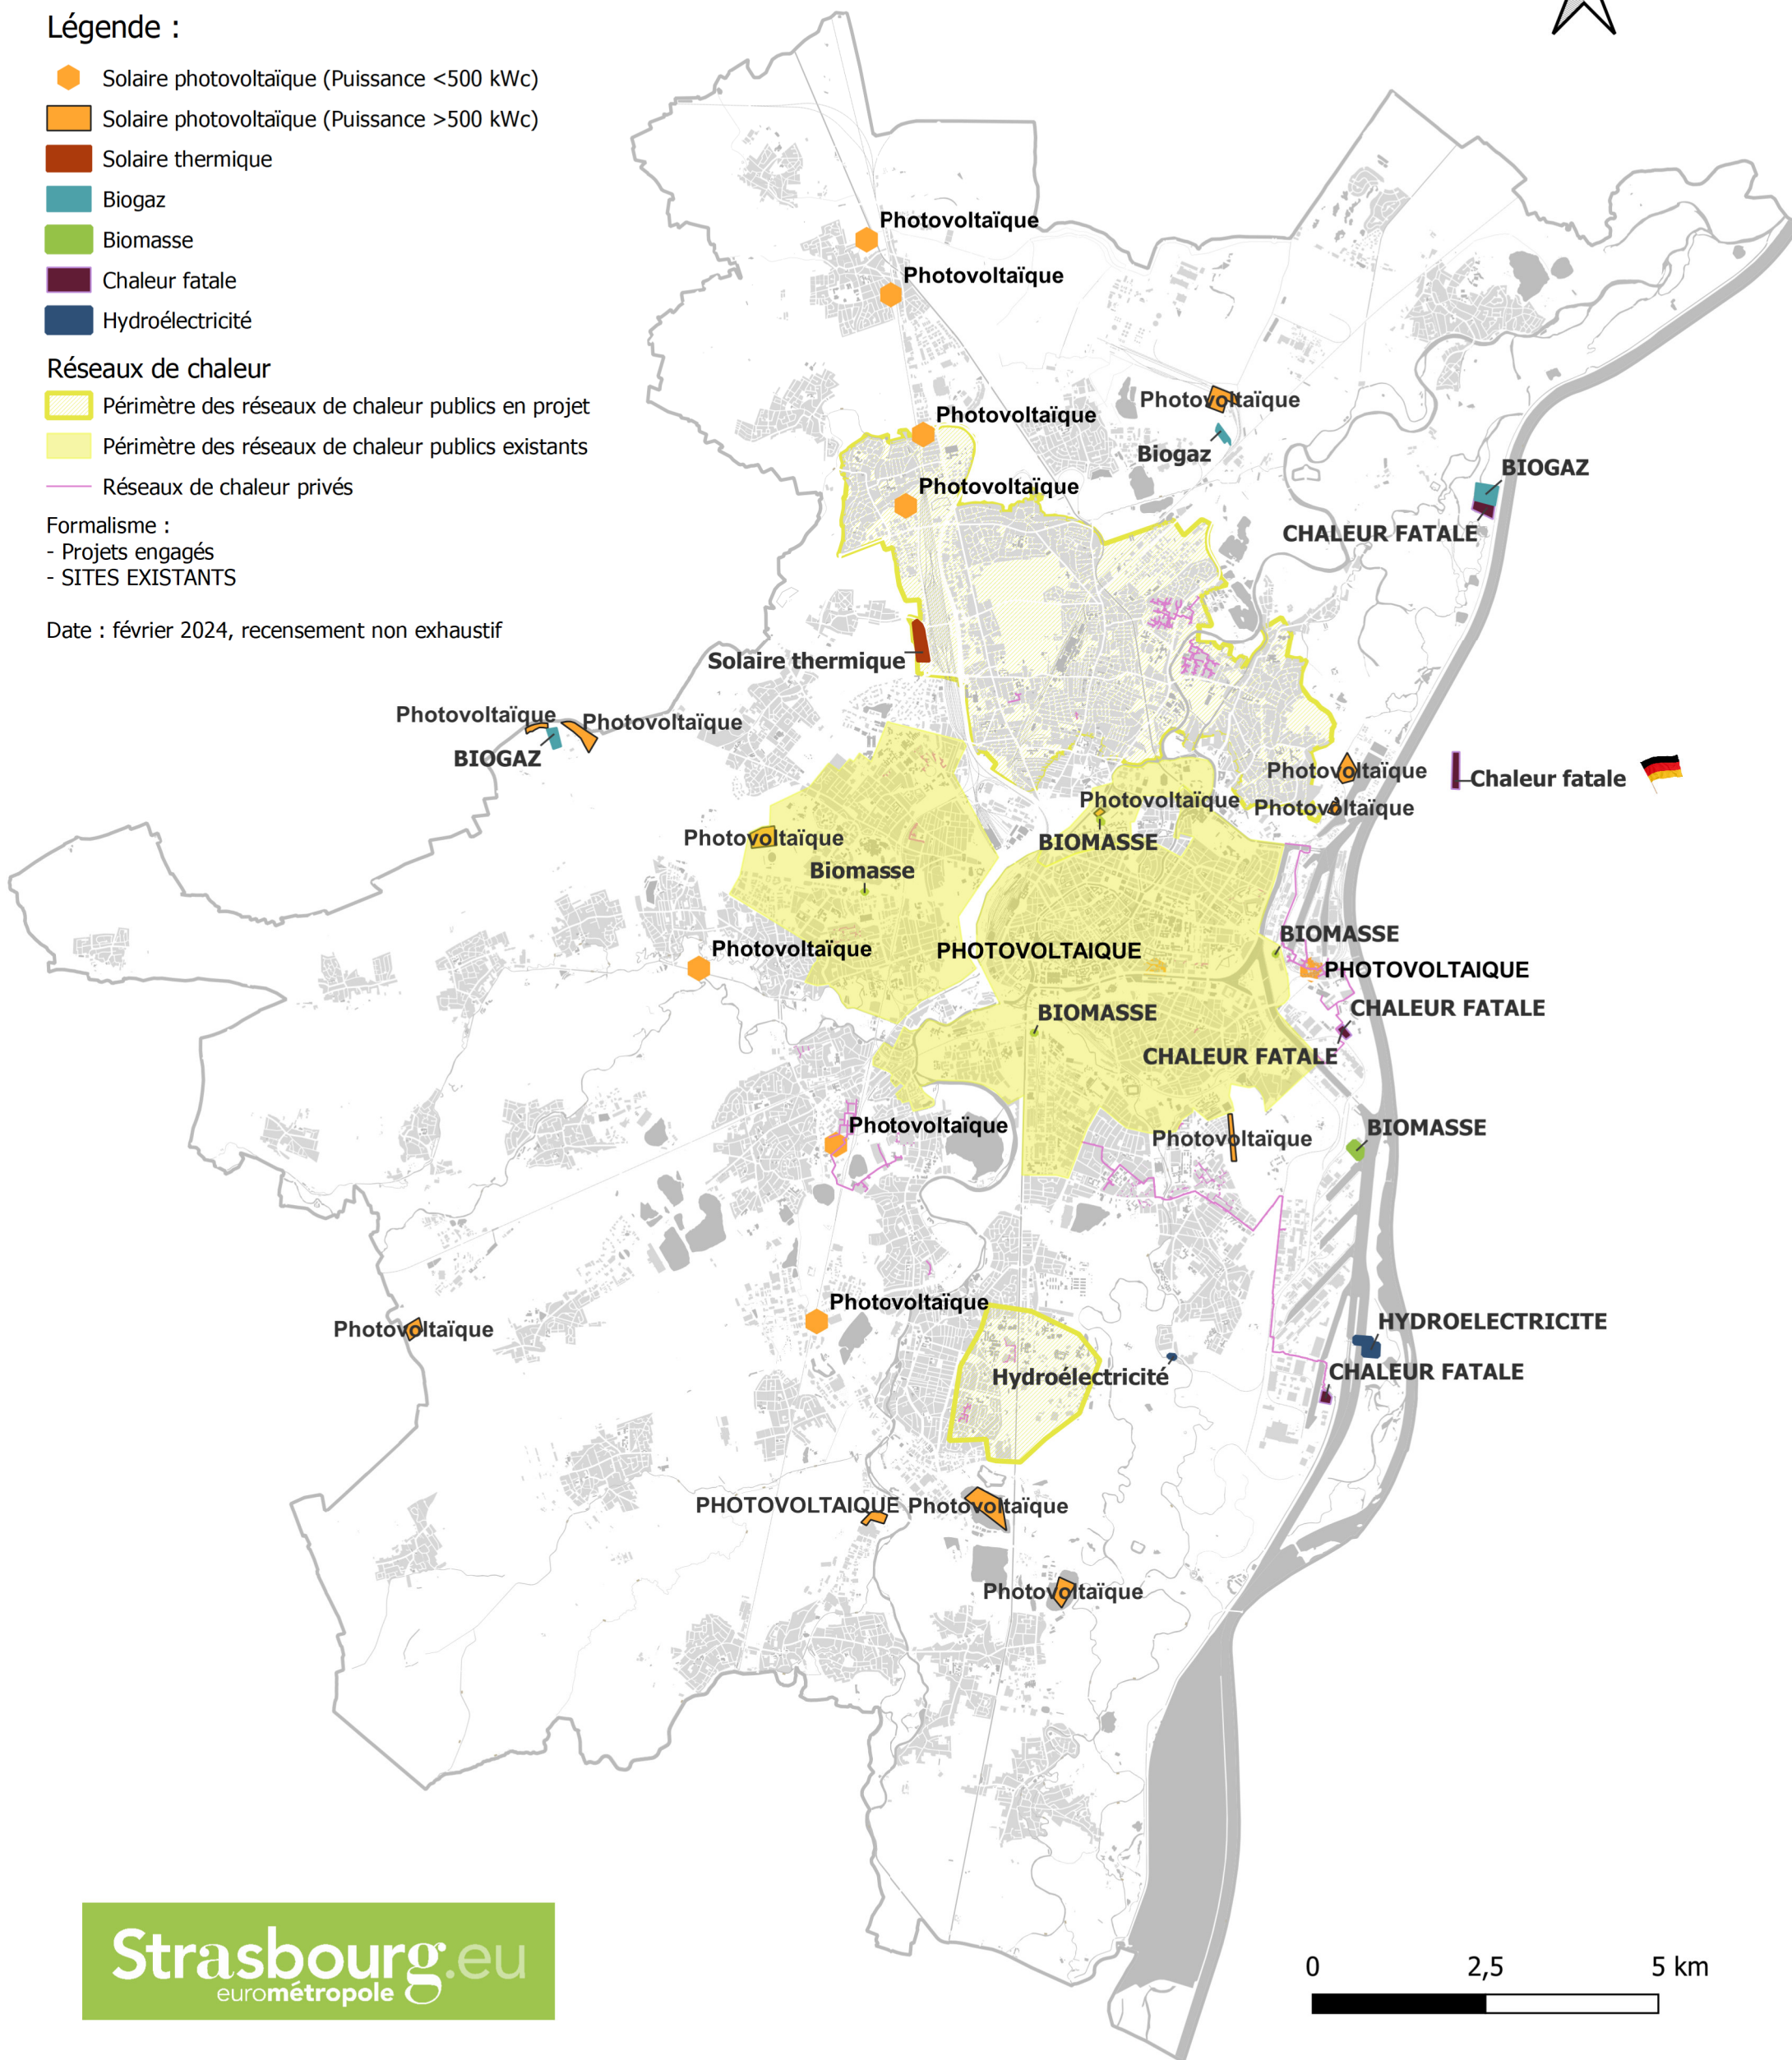 Légende :
Solaire photovoltaïque (Puissance <500 kWc)
Solaire photovoltaïque (Puissance >500 kWc)
Solaire thermique
Biogaz
Biomasse
Chaleur fatale
Hydroélectricité
Réseaux de chaleur
Périmètre des réseaux de chaleur publics en projet
Périmètre des réseaux de chaleur publics existants
Réseaux de chaleur privés
Formalisme :
- Projets engagés
- SITES EXISTANTS
Date : février 2024, recensement non exhaustif
Photovoltaïque
Photovoltaïque
Photovoltaïque
Photovoltaïque
Biogaz
BIOGAZ
Photovoltaïque
CHALEUR FATALE
Solaire thermique
Photovoltaïque
Photovoltaïque
BIOGAZ
Photovoltaïque
Chaleur fatale
Photovoltaïque
Photovoltaïque
Photovoltaïque
BIOMASSE
Biomasse
BIOMASSE
Photovoltaïque
PHOTOVOLTAIQUE
PHOTOVOLTAIQUE
CHALEUR FATALE
BIOMASSE
CHALEUR FATALE
Photovoltaïque
BIOMASSE
Photovoltaïque
Photovoltaïque
HYDROELECTRICITE
Photovoltaïque
CHALEUR FATALE
Hydroélectricité
PHOTOVOLTAIQUE
Photovoltaïque
Photovoltaïque
Strasbourg.eu
eurométropole
0 2,5 5 km